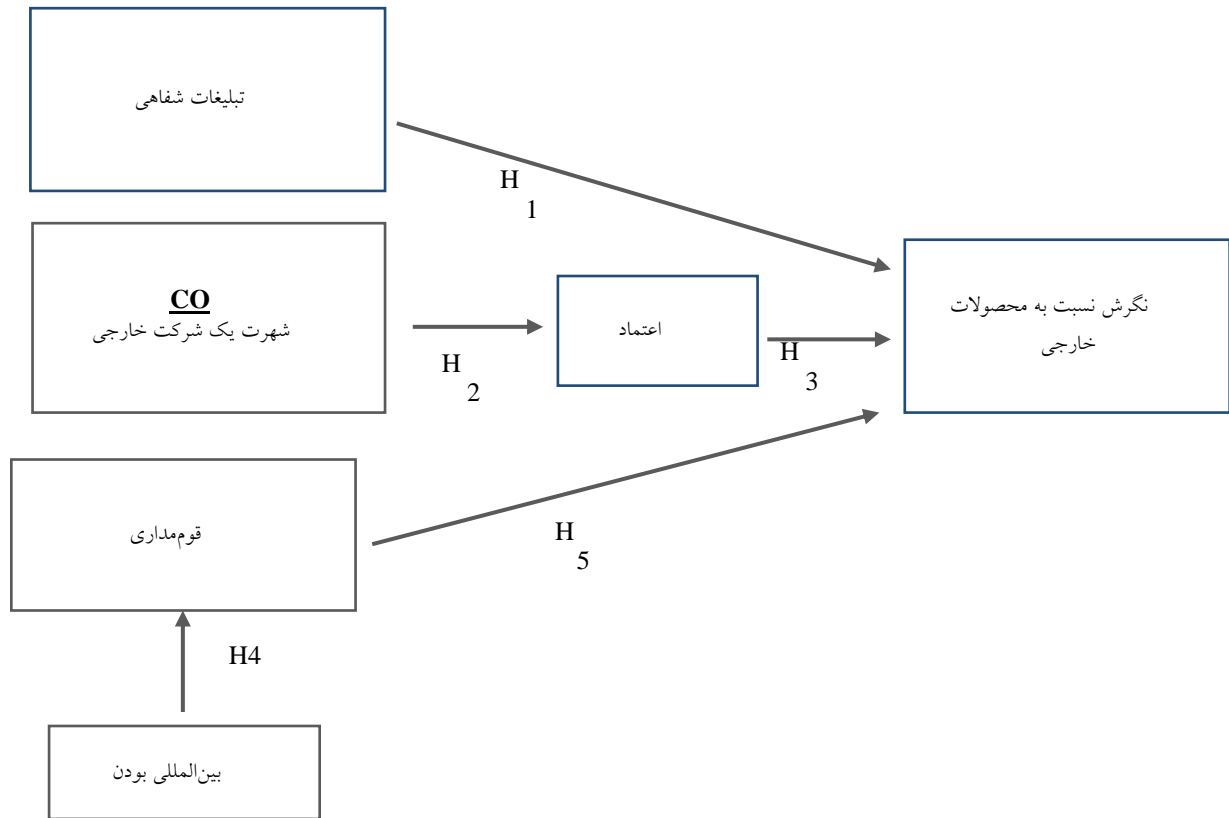 تبلیغات شفاهی
H
1
CO
شهرت یک شرکت خارجی
H
2
اعتماد
H
3
نگرش نسبت به محصولات
خارجی
قوم‌مداری
H
5
H4
بین‌المللی بودن